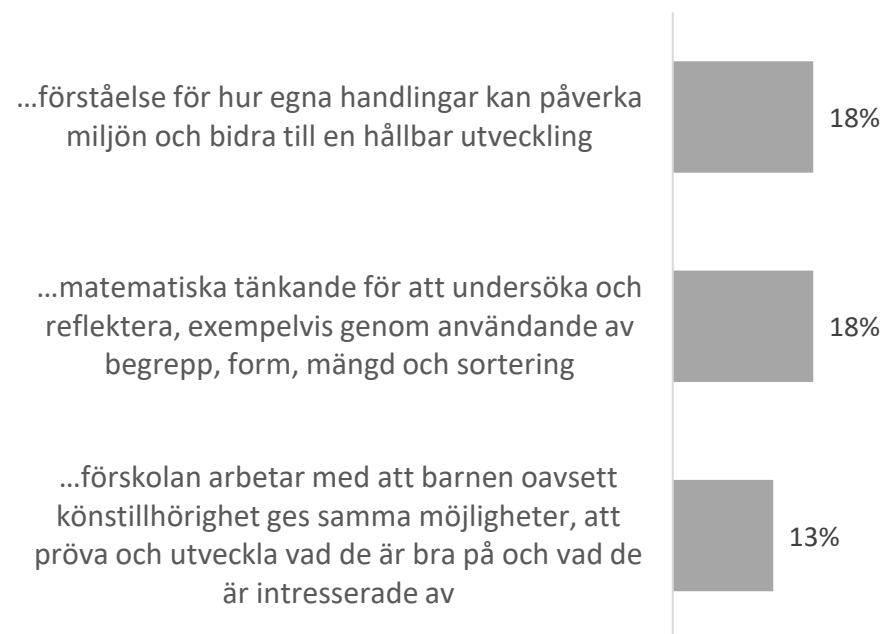 …förståelse för hur egna handlingar kan påverka
miljön och bidra till en hållbar utveckling
18%
…matematiska tänkande för att undersöka och
reflektera, exempelvis genom användande av
begrepp, form, mängd och sortering
18%
…förskolan arbetar med att barnen oavsett
könstillhörighet ges samma möjligheter, att
pröva och utveckla vad de är bra på och vad de
är intresserade av
13%